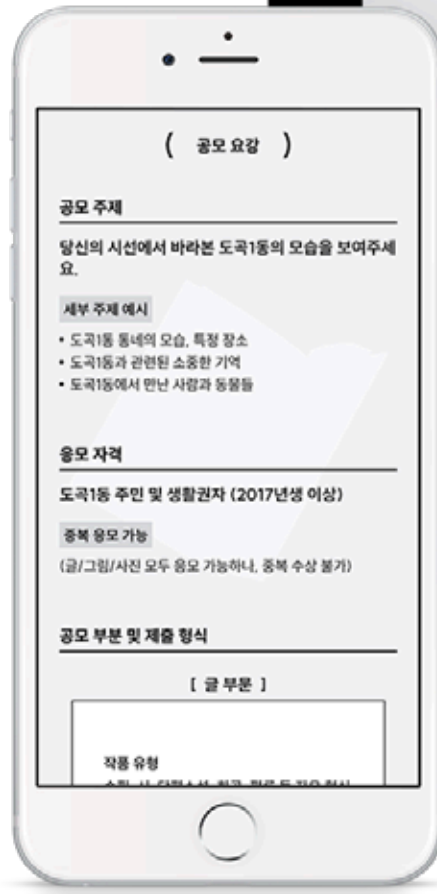 ( 공모 요강 )
공모 주제
당신의 시선에서 바라본 도곡1동의 모습을 보여주세
요.
세부 주제 예시
• 도곡1동 동네의 모습, 특정 장소
• 도곡1동과 관련된 소중한 기억
• 도곡1동에서 만난 사람과 동물들
응모 자격
도곡1동 주민 및 생활권자 (2017년생 이상)
중복 응모 가능
(글/그림/사진 모두 응모 가능하나, 중복 수상 불가)
공모 부분 및 제출 형식
[ 글 부문 ]
작품 유형